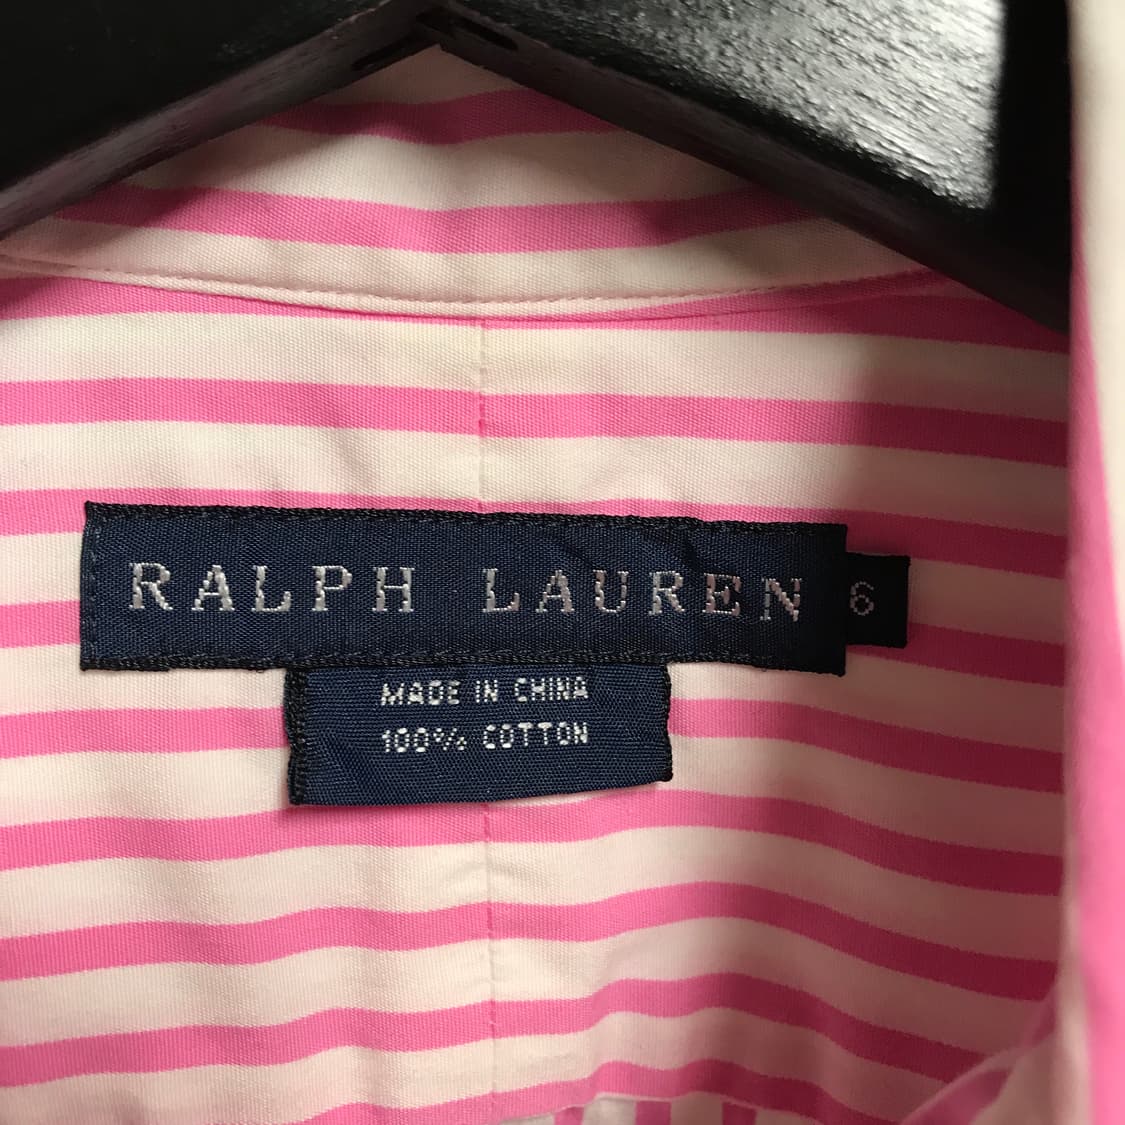 RALPH LAUREN
6
MADE IN CHINA
100% COTTON